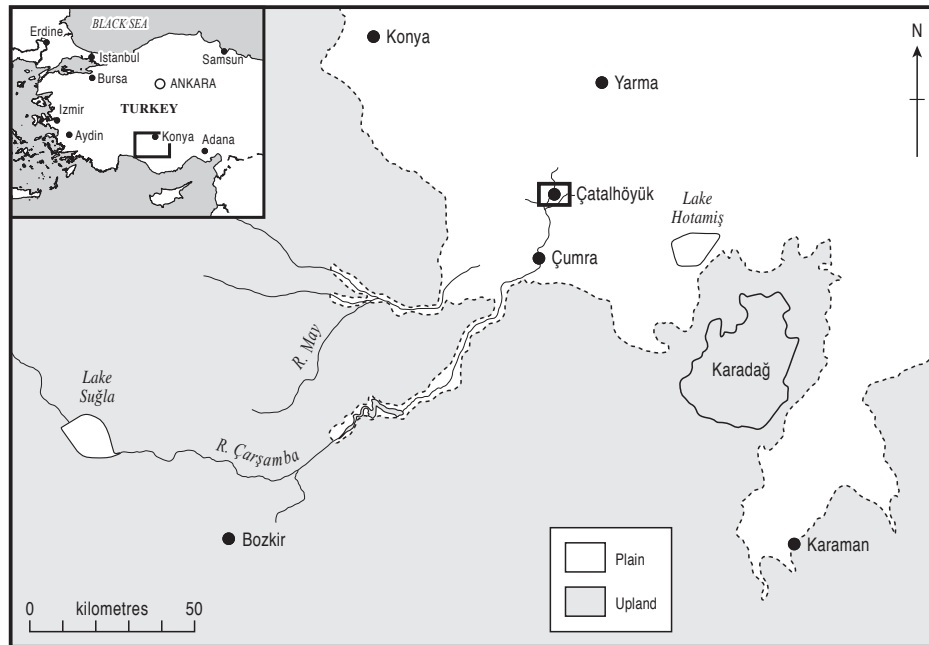 BLACK SEA
Erdine
Istanbul
Samsun
Bursa
ANKARA
TURKEY
Izmir
Aydin
Konya
Adana
Konya
Yarma
N
Çatalhöyük
Lake
Hotamiş
Çumra
R. May
Karadağ
Lake
Suğla
R. Çarşamba
Bozkir
Karaman
Plain
Upland
0 kilometres 50